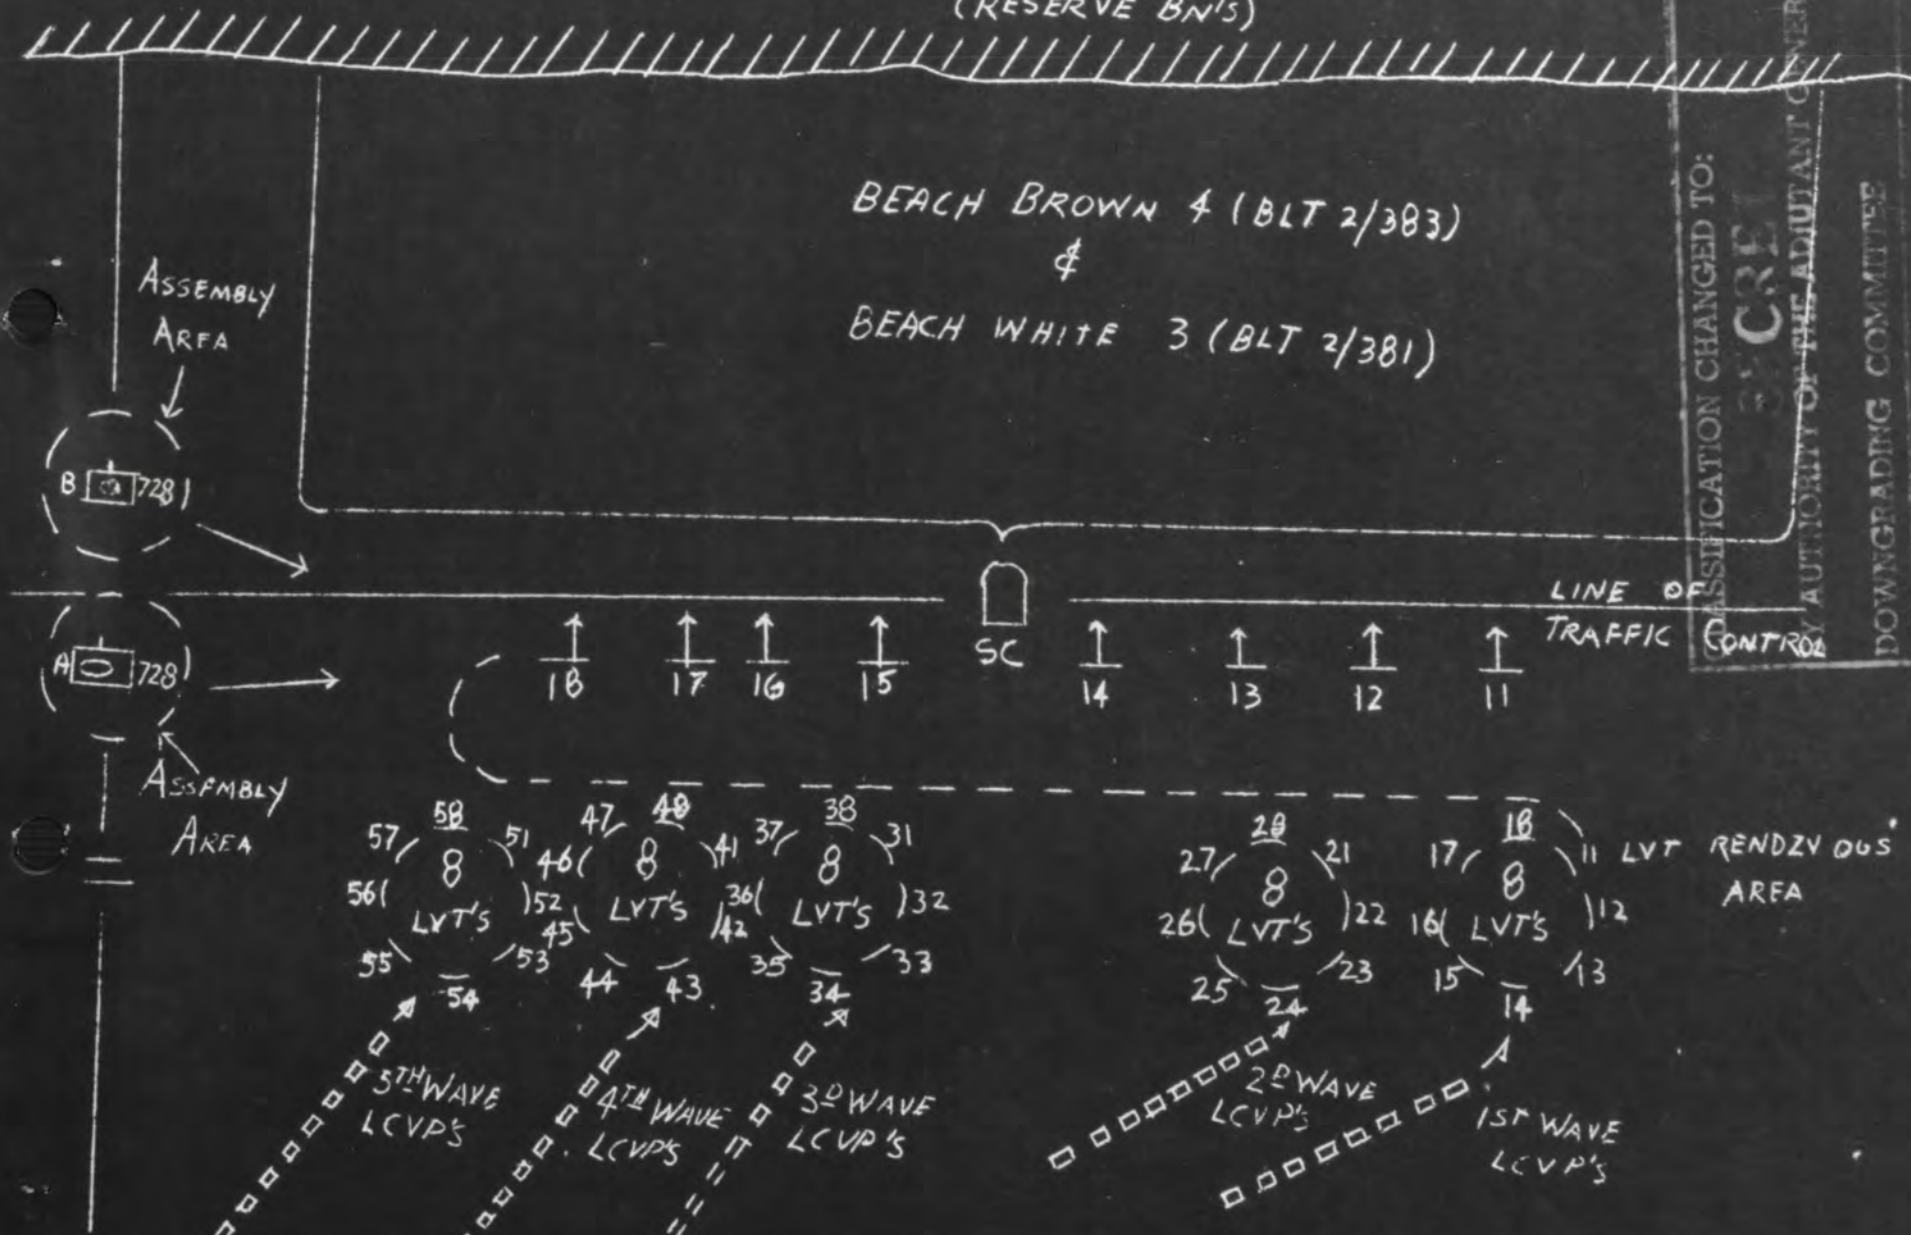 (RESERVE BN'S)
BEACH BROWN 4 (BLT 2/383)
&
BEACH WHITE 3 (BLT 2/381)
ASSEMBLY
AREA
B 728
LINE OF
TRAFFIC CONTROL
SC
A 728
18 17 16 15 14 13 12 11
ASSEMBLY
AREA
58 51 52 53 54 55 56 57
8
LVT'S
48 41 42 43 44 45 46 47
8
LVT'S
38 31 32 33 34 35 36 37
8
LVT'S
28 21 22 23 24 25 26 27
8
LVT'S
18 11 12 13 14 15 16 17
8
LVT'S
LVT RENDZVOUS
AREA
5TH WAVE
LCVP'S
4TH WAVE
LCVP'S
3D WAVE
LCVP'S
2D WAVE
LCVP'S
1ST WAVE
LCVP'S
CLASSIFICATION CHANGED TO:
AUTHORITY OF THE ADJUTANT
DOWNGRADING COMMITTEE